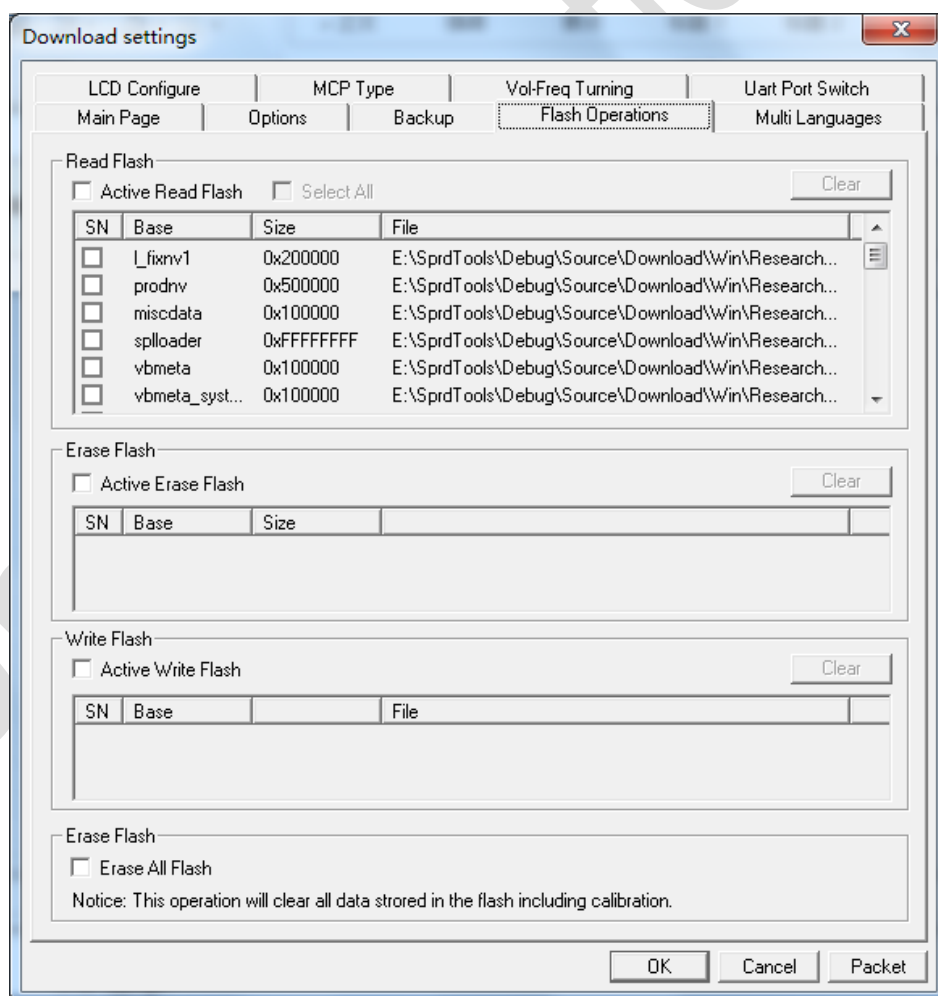 Download settings
LCD Configure MCP Type Vol-Freq Turning Uart Port Switch
Main Page Options Backup Flash Operations Multi Languages
Read Flash
Active Read Flash Select All Clear
SN Base Size File
l_fixnv1 0x200000 E:\SprdTools\Debug\Source\Download\Win\Research...
prodnv 0x500000 E:\SprdTools\Debug\Source\Download\Win\Research...
miscdata 0x100000 E:\SprdTools\Debug\Source\Download\Win\Research...
splloader 0xFFFFFFFF E:\SprdTools\Debug\Source\Download\Win\Research...
vbmeta 0x100000 E:\SprdTools\Debug\Source\Download\Win\Research...
vbmeta_syst... 0x100000 E:\SprdTools\Debug\Source\Download\Win\Research...
Erase Flash
Active Erase Flash Clear
SN Base Size
Write Flash
Active Write Flash Clear
SN Base File
Erase Flash
Erase All Flash
Notice: This operation will clear all data strored in the flash including calibration.
OK Cancel Packet